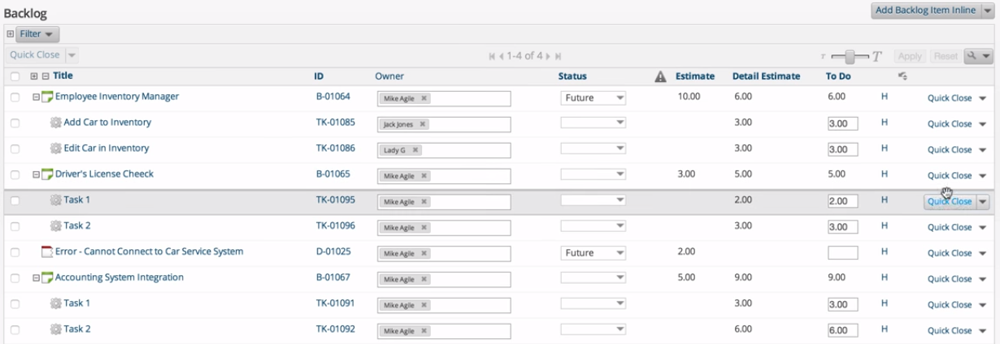 Backlog
Add Backlog Item Inline
Filter
Quick Close 1-4 of 4 T T Apply Reset
Title ID Owner Status Estimate Detail Estimate To Do
Employee Inventory Manager B-01064 Mike Agile Future 10.00 6.00 6.00 H Quick Close
Add Car to Inventory TK-01085 Jack Jones 3.00 3.00 H Quick Close
Edit Car in Inventory TK-01086 Lady G 3.00 3.00 H Quick Close
Driver's License Cheeck B-01065 Mike Agile 3.00 5.00 5.00 H Quick Close
Task 1 TK-01095 Mike Agile 2.00 2.00 H Quick Close
Task 2 TK-01096 Mike Agile 3.00 3.00 H Quick Close
Error - Cannot Connect to Car Service System D-01025 Mike Agile Future 2.00 H Quick Close
Accounting System Integration B-01067 Mike Agile 5.00 9.00 9.00 H Quick Close
Task 1 TK-01091 Mike Agile 3.00 3.00 H Quick Close
Task 2 TK-01092 Mike Agile 6.00 6.00 H Quick Close